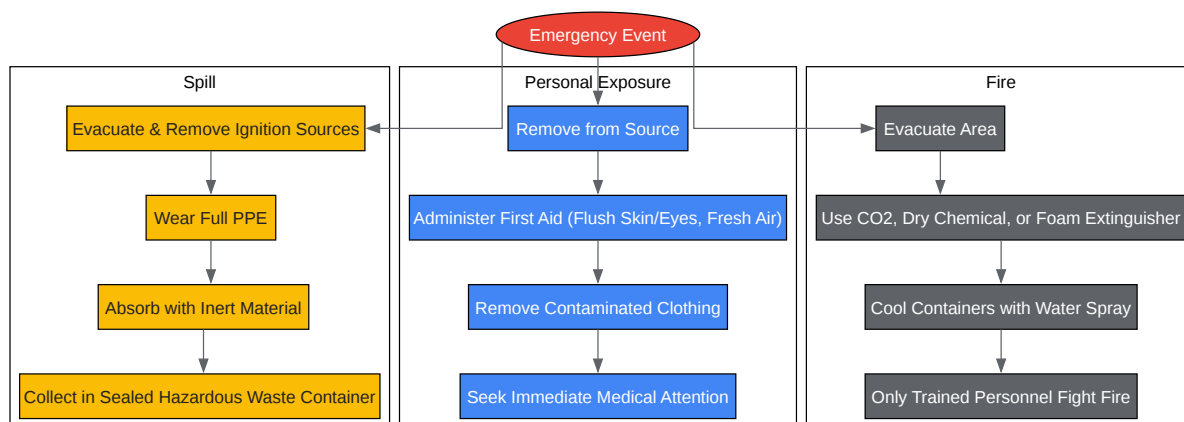 Emergency Event
Spill
Evacuate & Remove Ignition Sources
Wear Full PPE
Absorb with Inert Material
Collect in Sealed Hazardous Waste Container
Personal Exposure
Remove from Source
Administer First Aid (Flush Skin/Eyes, Fresh Air)
Remove Contaminated Clothing
Seek Immediate Medical Attention
Fire
Evacuate Area
Use CO2, Dry Chemical, or Foam Extinguisher
Cool Containers with Water Spray
Only Trained Personnel Fight Fire